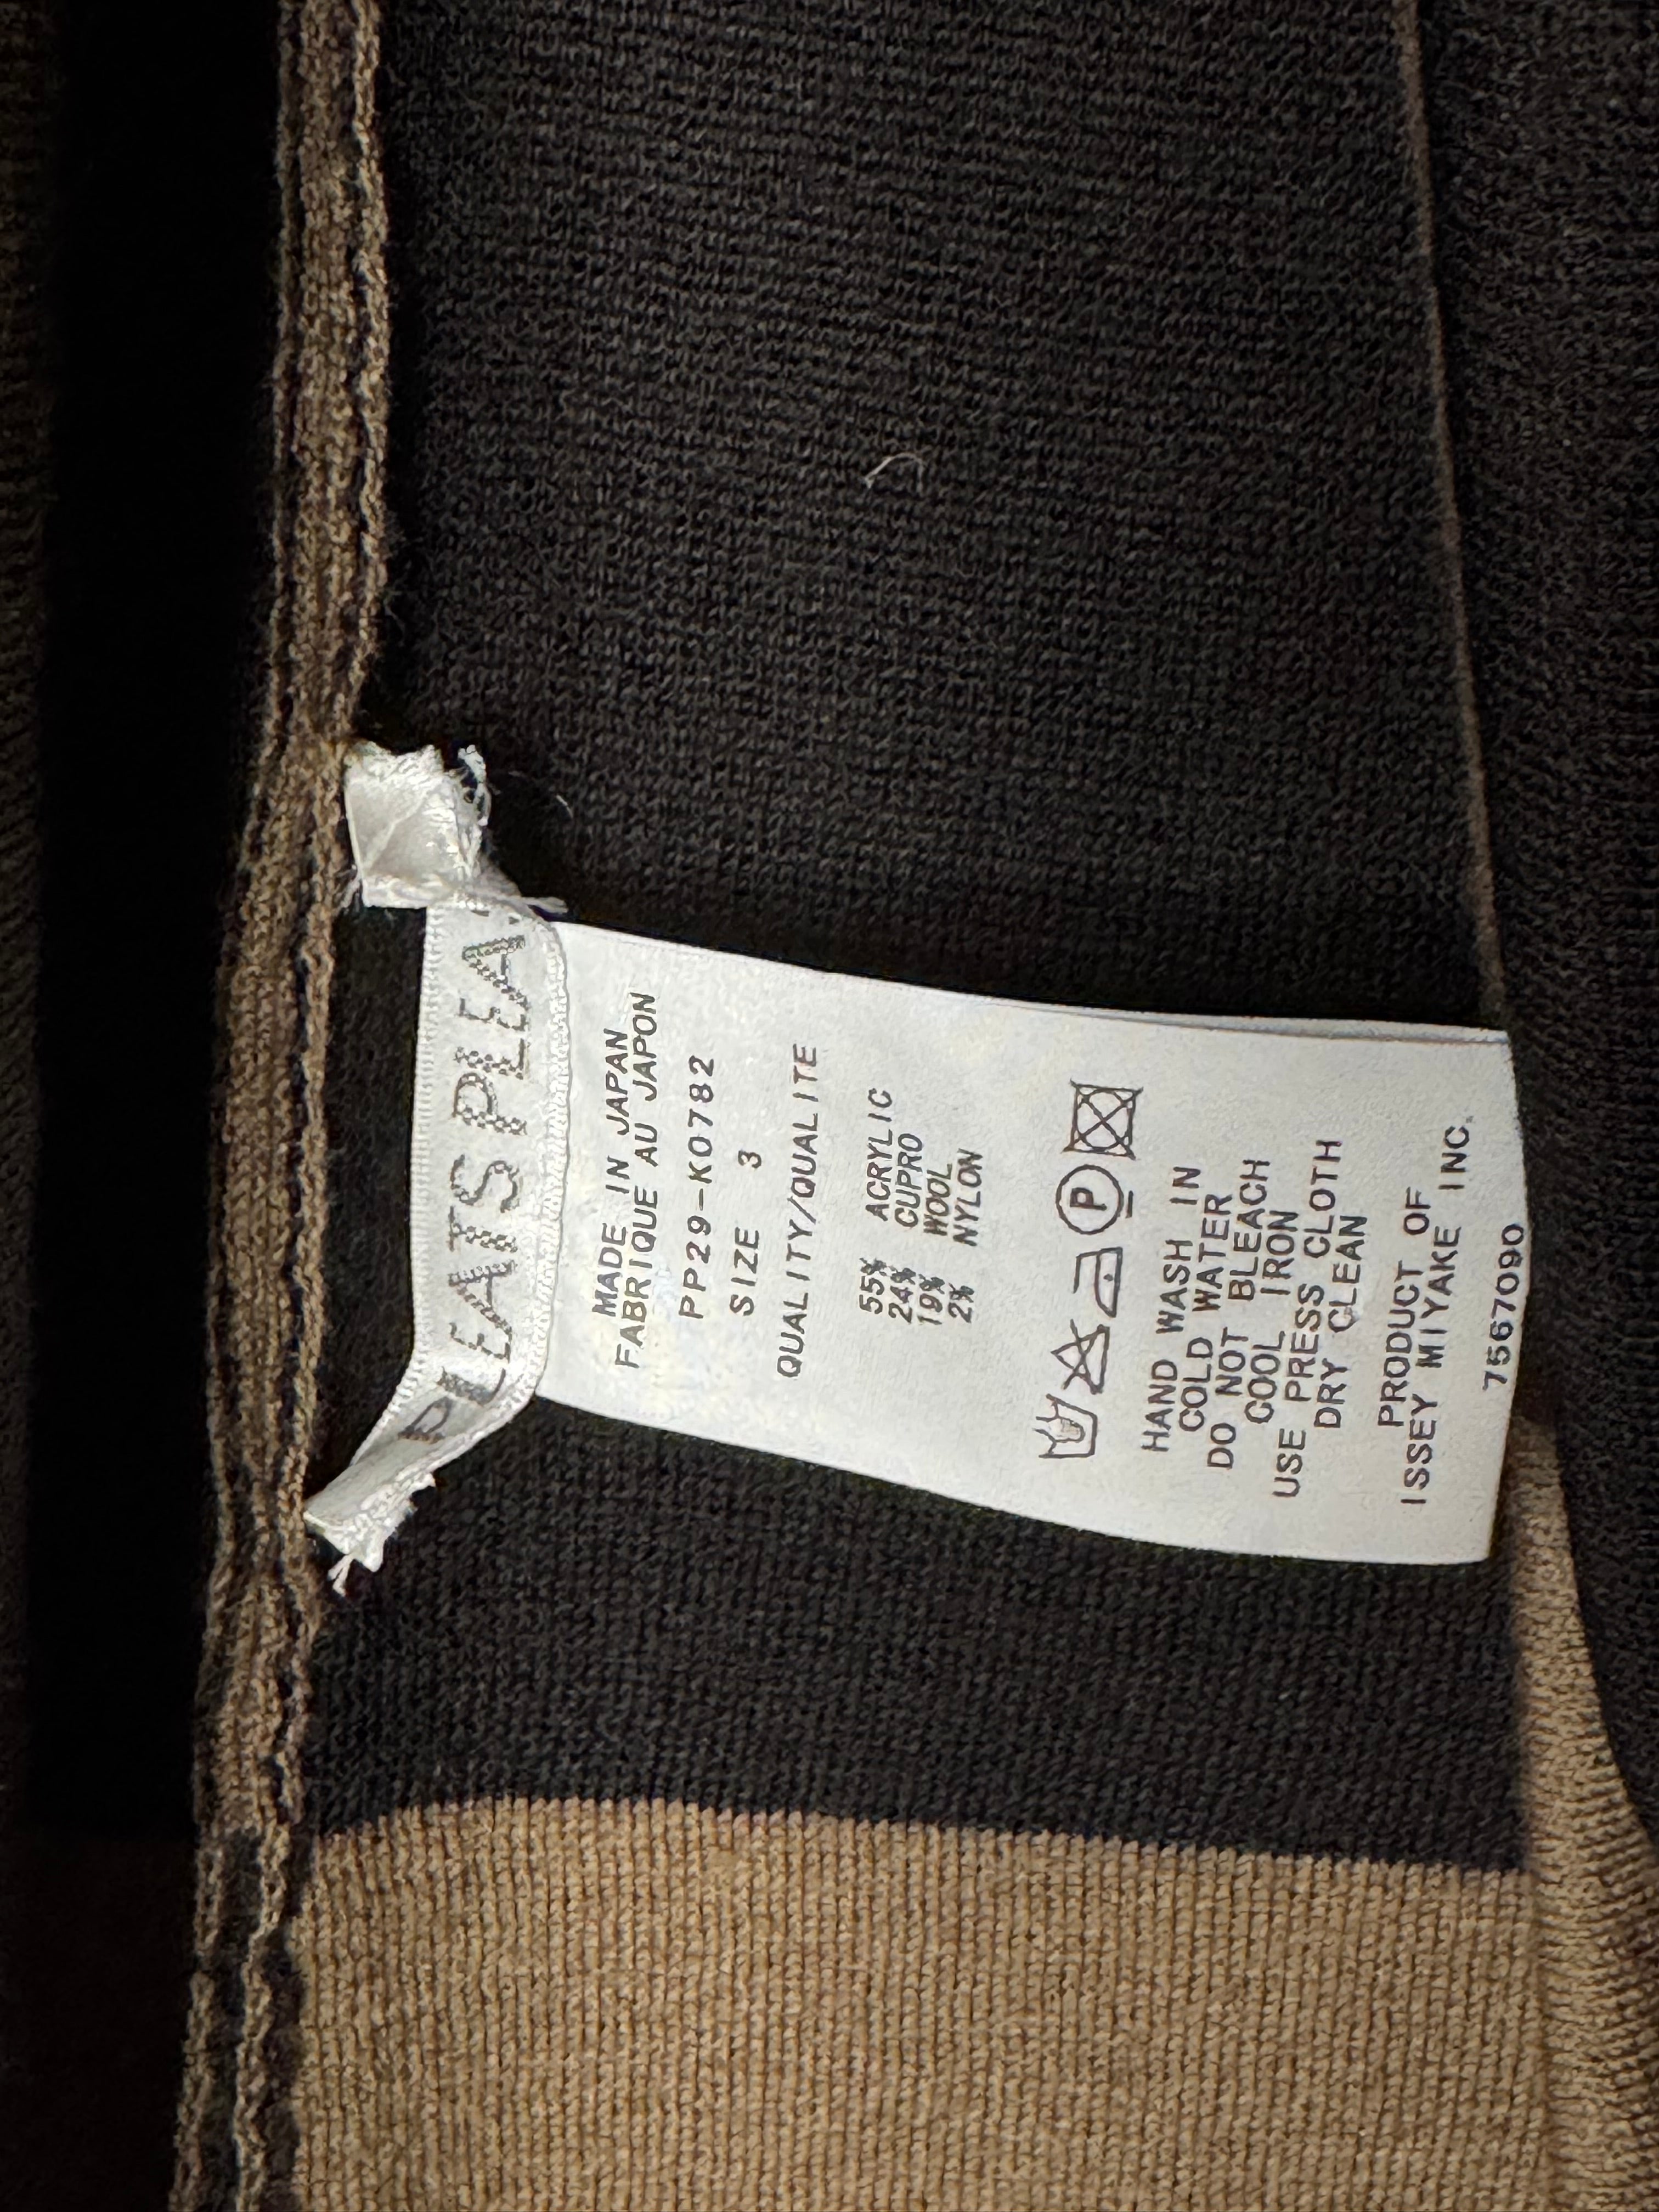 PLEATS PLEA
MADE IN JAPAN
FABRIQUE AU JAPON
PP29-KO782
SIZE 3
QUALITY/QUALITE
55% ACRYLIC
24% CUPRO
19% WOOL
2% NYLON
P
HAND WASH IN
COLD WATER
DO NOT BLEACH
COOL IRON
USE PRESS CLOTH
DRY CLEAN
PRODUCT OF
ISSEY MIYAKE INC.
7567090